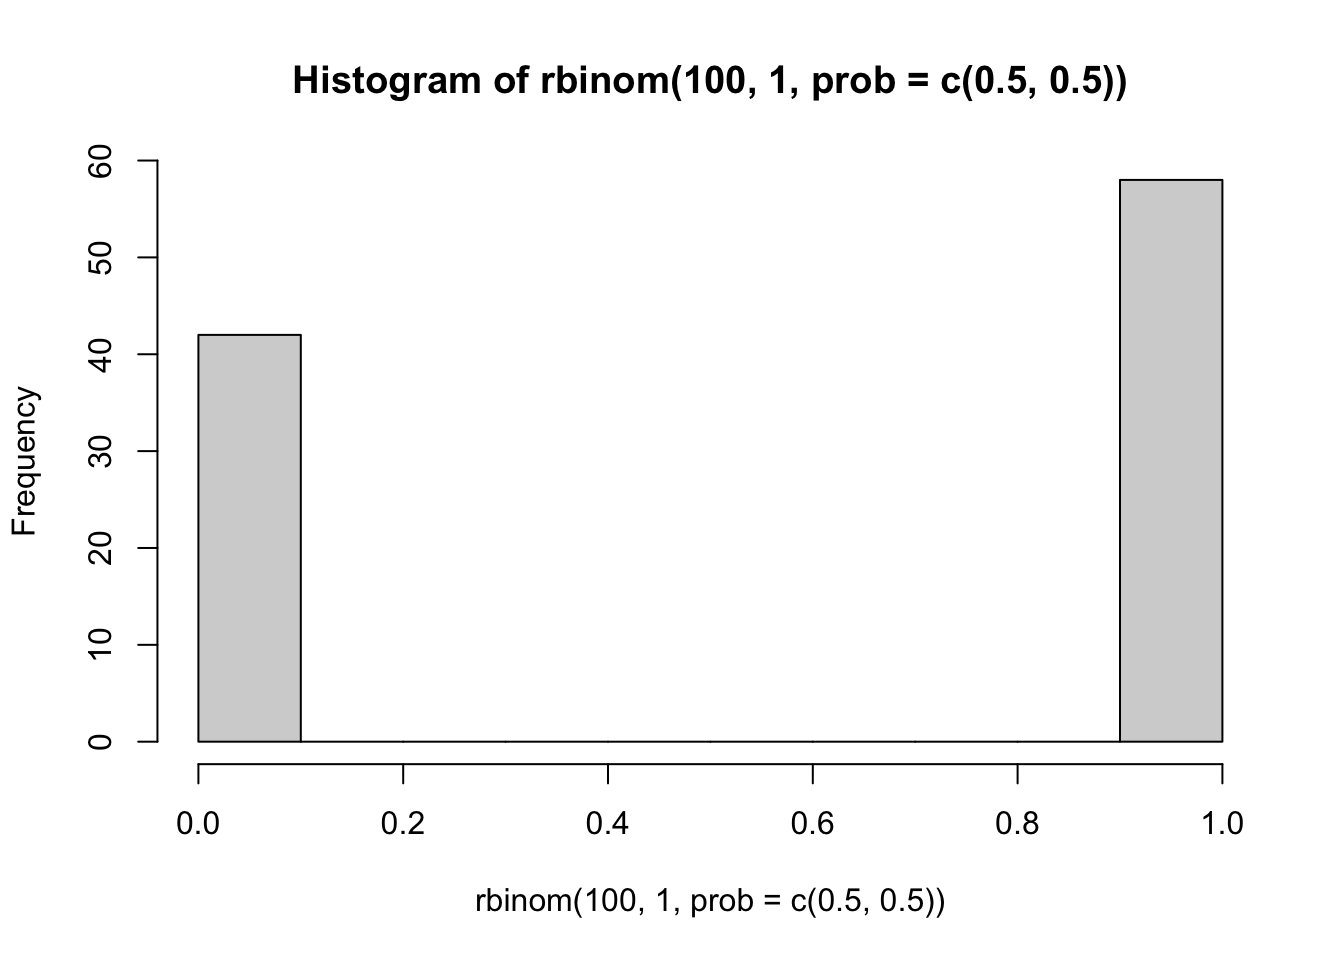 Histogram of rbinom(100, 1, prob = c(0.5, 0.5))
Frequency
60
50
40
30
20
10
0
0.0 0.2 0.4 0.6 0.8 1.0
rbinom(100, 1, prob = c(0.5, 0.5))